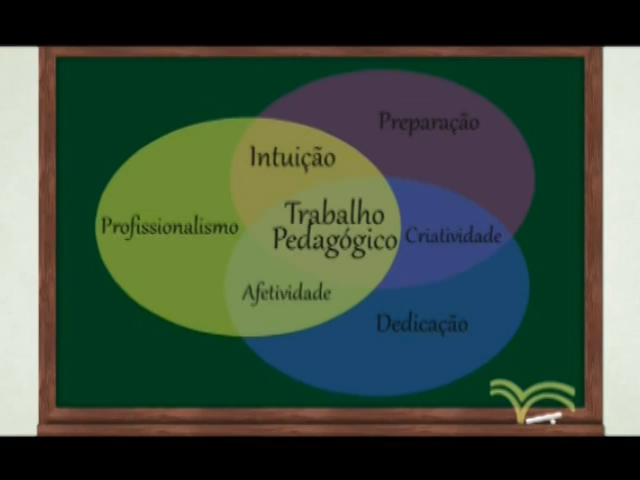 Preparação
Intuição
Profissionalismo
Trabalho
Pedagógico
Criatividade
Afetividade
Dedicação